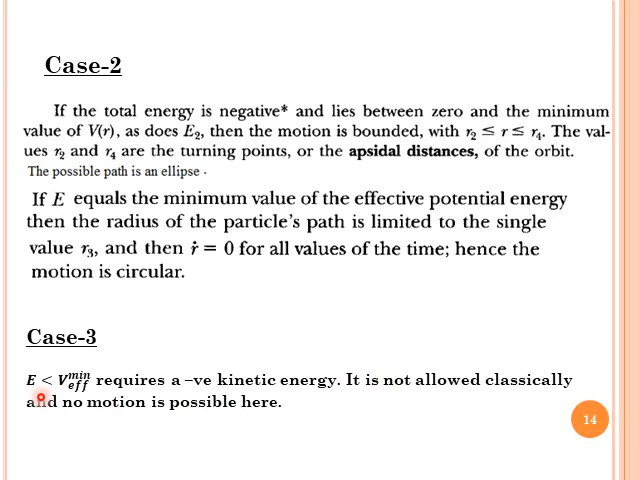 Case-2
If the total energy is negative* and lies between zero and the minimum
value of V(r), as does E₂, then the motion is bounded, with r₂ ≤ r ≤ r₄. The val-
ues r₂ and r₄ are the turning points, or the apsidal distances, of the orbit.
The possible path is an ellipse .
If E equals the minimum value of the effective potential energy
then the radius of the particle's path is limited to the single
value r₃, and then ṙ = 0 for all values of the time; hence the
motion is circular.
Case-3
E < V_eff^min requires a –ve kinetic energy. It is not allowed classically
and no motion is possible here.
14